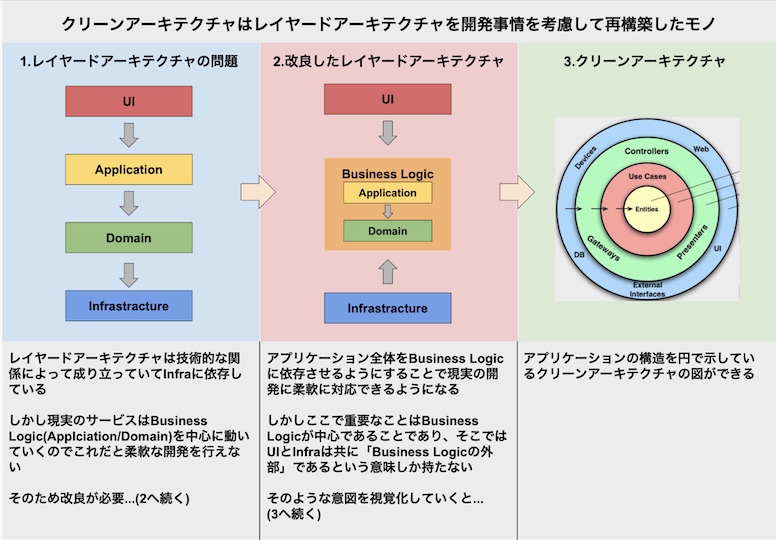 クリーンアーキテクチャはレイヤードアーキテクチャを開発事情を考慮して再構築したモノ
1.レイヤードアーキテクチャの問題
UI
Application
Domain
Infrastracture
レイヤードアーキテクチャは技術的な関
係によって成り立っていてInfraに依存し
ている
しかし現実のサービスはBusiness
Logic(AppIciation/Domain)を中心に動い
ていくのでこれだと柔軟な開発を行えな
い
そのため改良が必要...(2へ続く)
2.改良したレイヤードアーキテクチャ
UI
Business Logic
Application
Domain
Infrastracture
アプリケーション全体をBusiness Logic
に依存させるようにすることで現実の開
発に柔軟に対応できるようになる
しかしここで重要なことはBusiness
Logicが中心であることであり、そこでは
UIとInfraは共に「Business Logicの外
部」であるという意味しか持たない
そのような意図を視覚化していくと...
(3へ続く)
3.クリーンアーキテクチャ
Devices
Web
Controllers
Use Cases
Entities
Gateways
Presenters
DB
UI
External
Interfaces
アプリケーションの構造を円で示してい
るクリーンアーキテクチャの図ができる